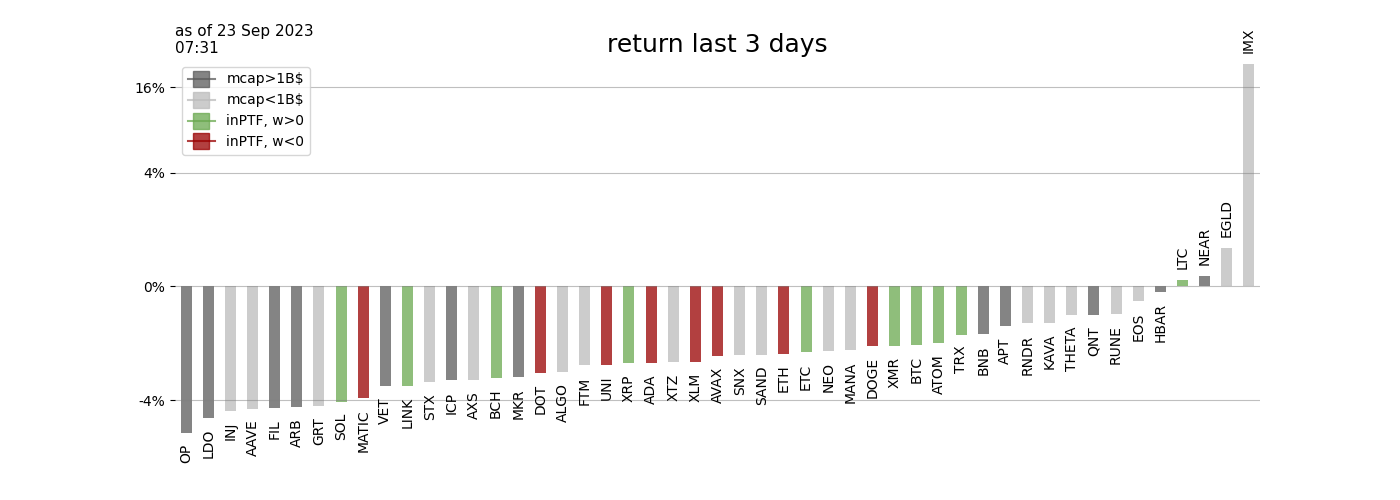 as of 23 Sep 2023
07:31
return last 3 days
mcap>1B$
mcap<1B$
inPTF, w>0
inPTF, w<0
16%
4%
0%
-4%
OP
LDO
INJ
AAVE
FIL
ARB
GRT
SOL
MATIC
VET
LINK
STX
ICP
AXS
BCH
MKR
DOT
ALGO
FTM
UNI
XRP
ADA
XTZ
XLM
AVAX
SNX
SAND
ETH
ETC
NEO
MANA
DOGE
XMR
BTC
ATOM
TRX
BNB
APT
RNDR
KAVA
THETA
QNT
RUNE
EOS
HBAR
LTC
NEAR
EGLD
IMX